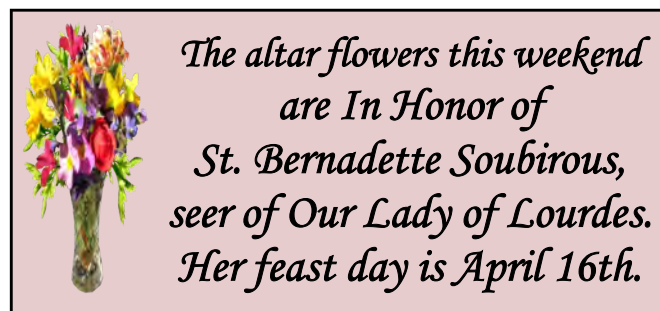 The altar flowers this weekend
are In Honor of
St. Bernadette Soubirous,
seer of Our Lady of Lourdes.
Her feast day is April 16th.